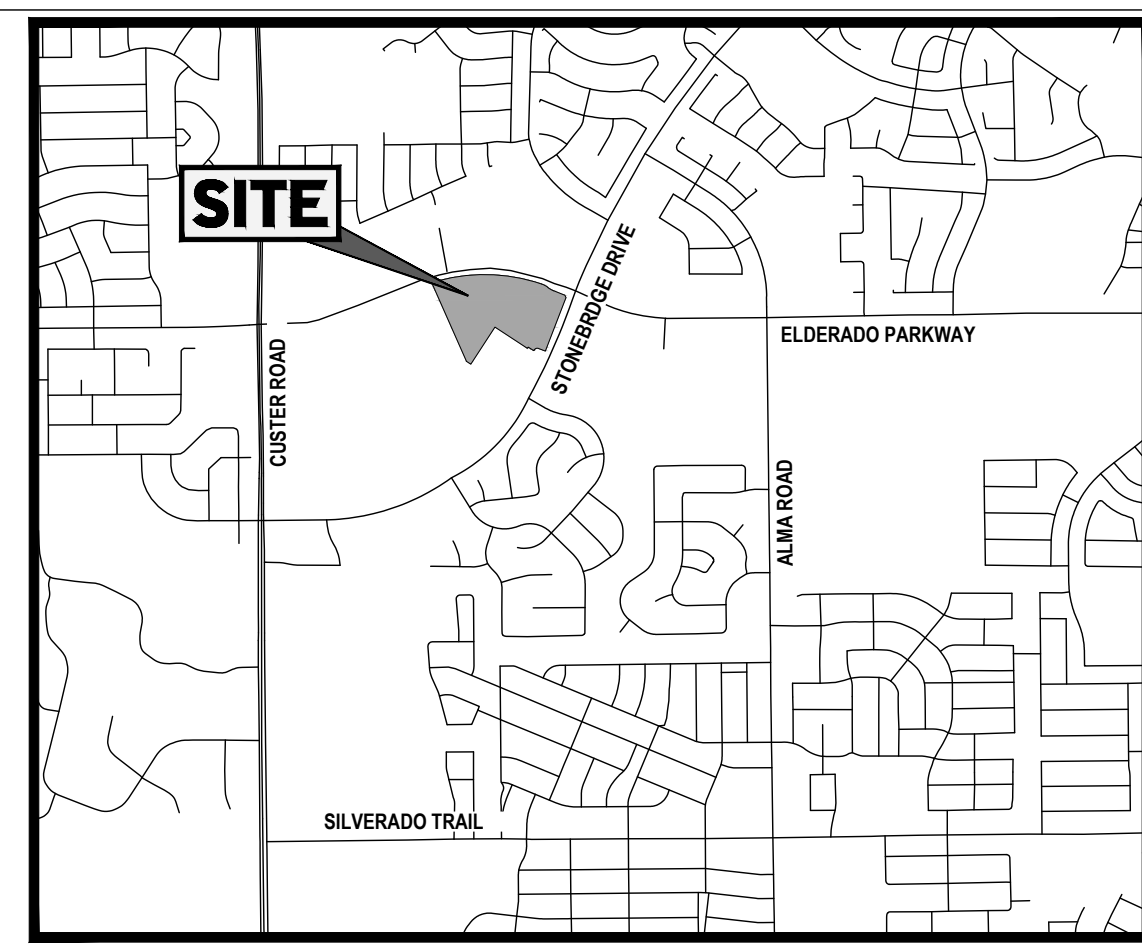 SITE
STONEBRDGE DRIVE
ELDERADO PARKWAY
CUSTER ROAD
ALMA ROAD
SILVERADO TRAIL